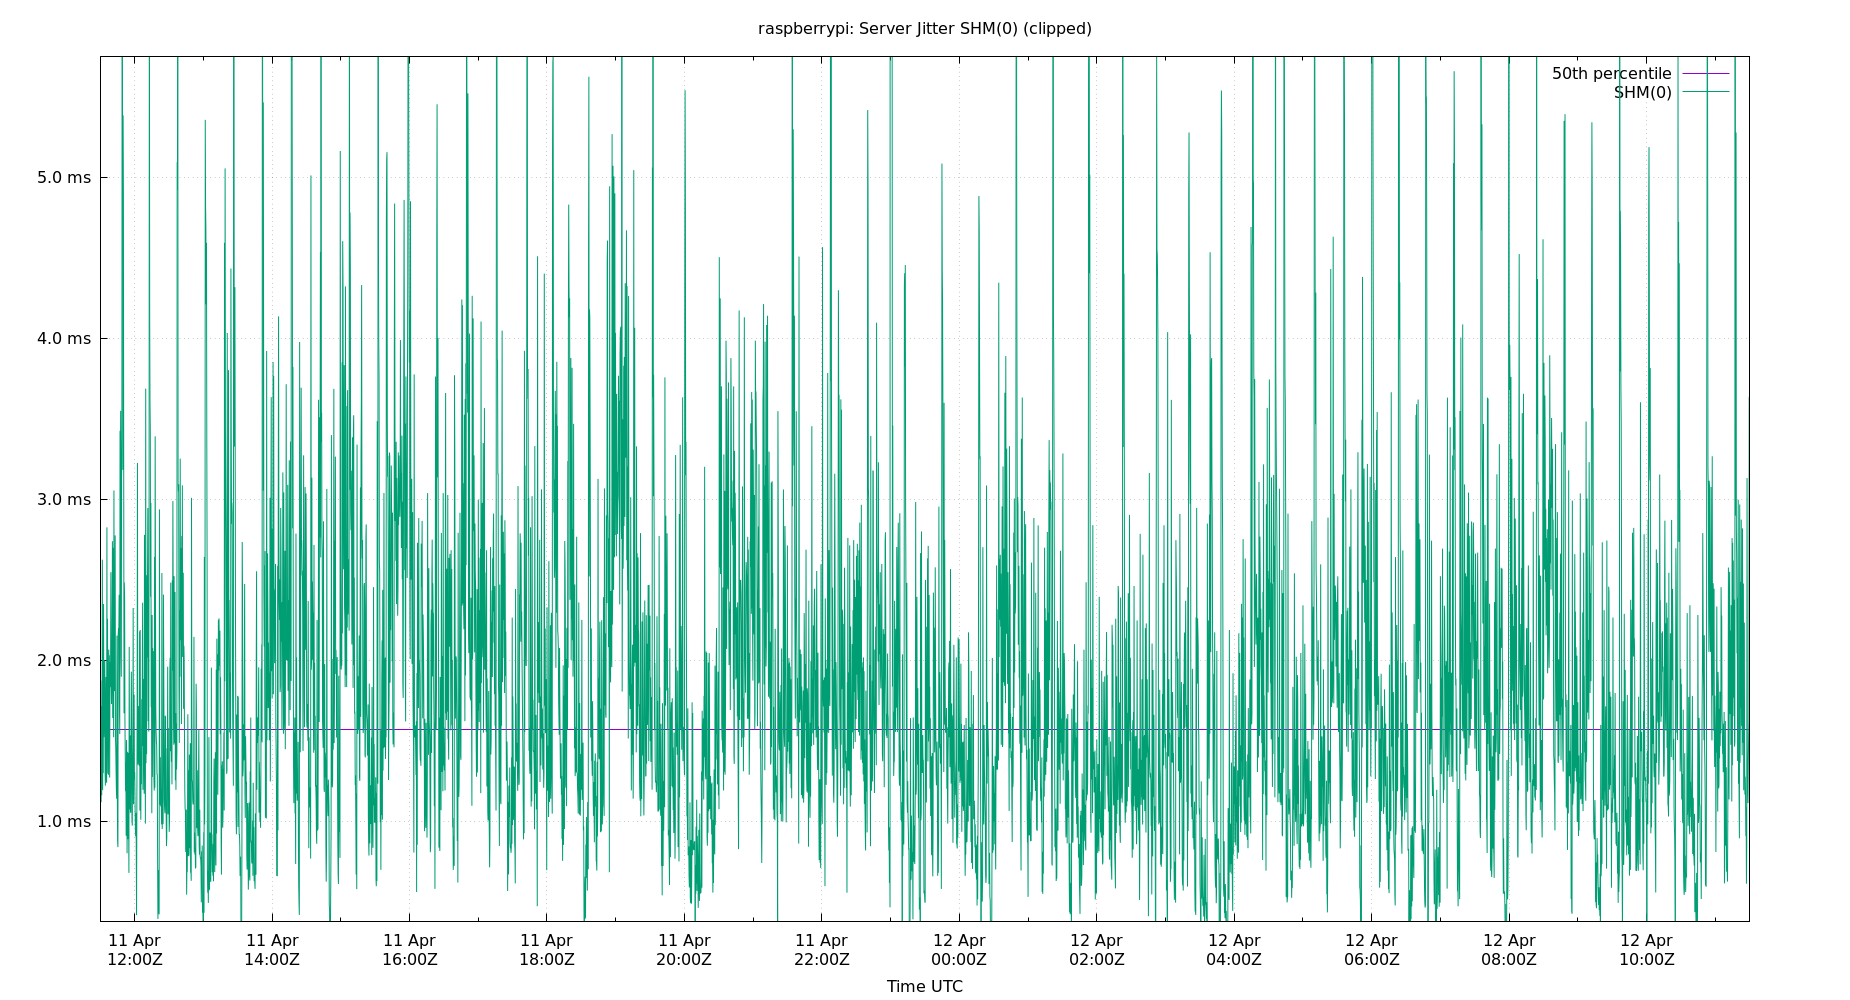 raspberrypi: Server Jitter SHM(0) (clipped)
50th percentile
SHM(0)
5.0 ms
4.0 ms
3.0 ms
2.0 ms
1.0 ms
11 Apr 11 Apr 11 Apr 11 Apr 11 Apr 11 Apr 12 Apr 12 Apr 12 Apr 12 Apr 12 Apr 12 Apr
12:00Z 14:00Z 16:00Z 18:00Z 20:00Z 22:00Z 00:00Z 02:00Z 04:00Z 06:00Z 08:00Z 10:00Z
Time UTC